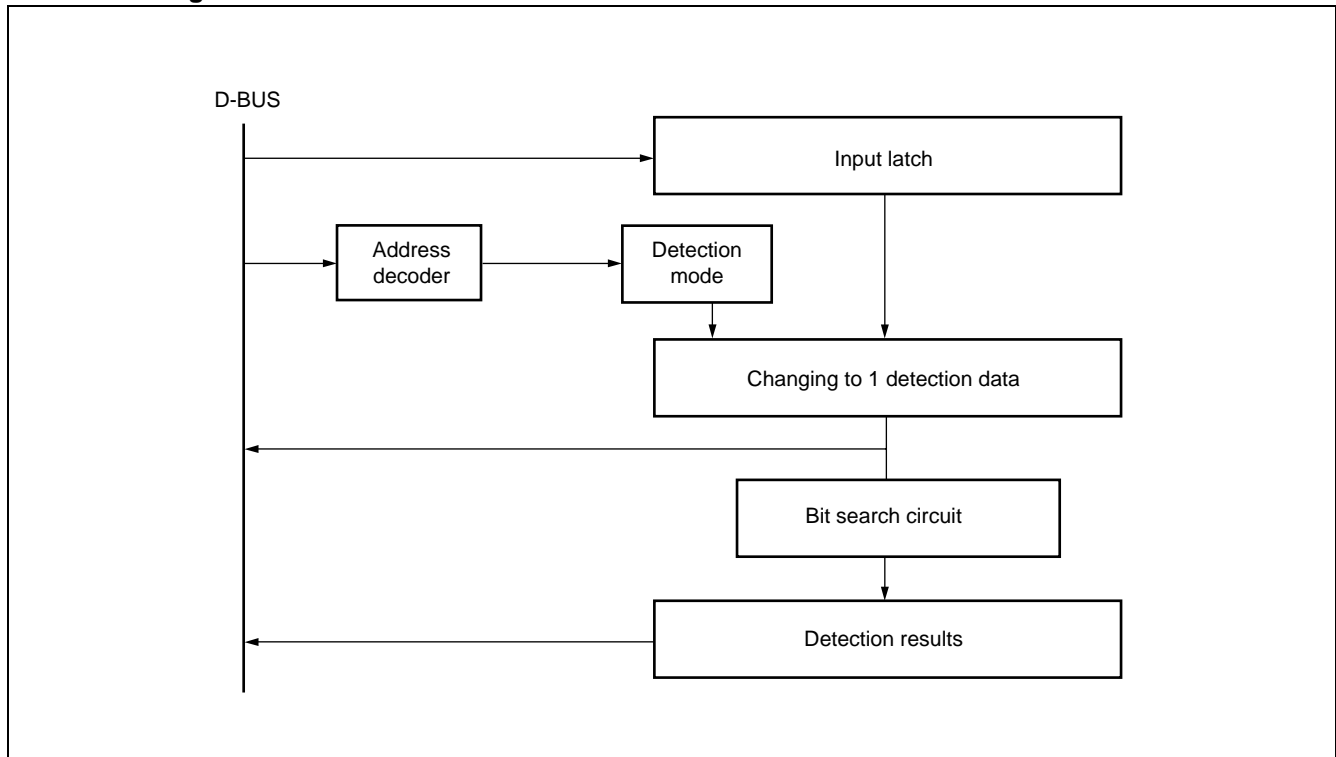 D-BUS
Input latch
Address
decoder
Detection
mode
Changing to 1 detection data
Bit search circuit
Detection results